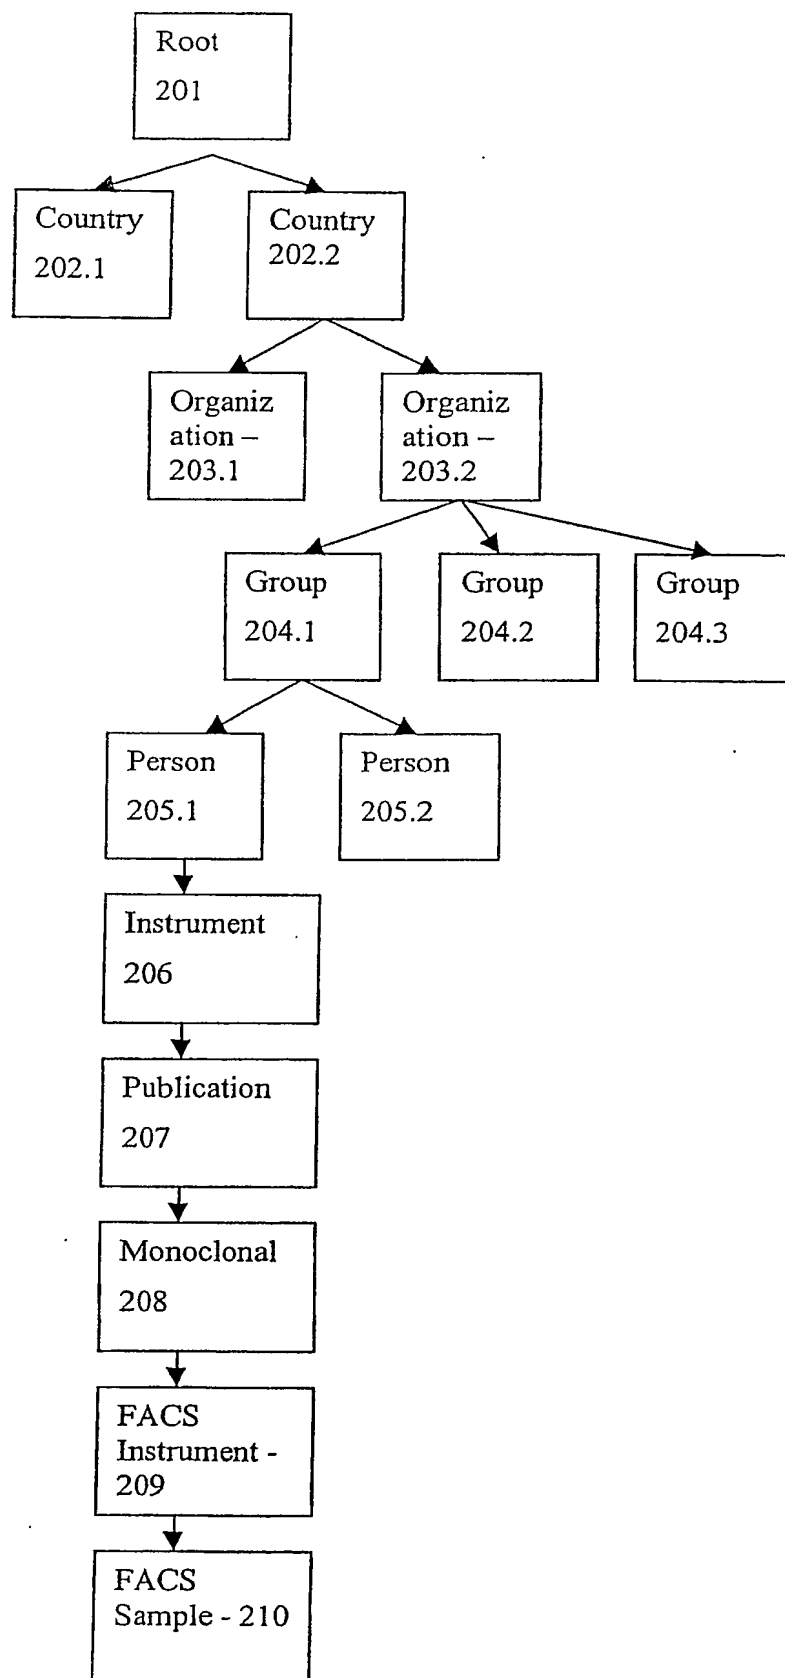 Root
201
Country
202.1
Country
202.2
Organiz
ation –
203.1
Organiz
ation –
203.2
Group
204.1
Group
204.2
Group
204.3
Person
205.1
Person
205.2
Instrument
206
Publication
207
Monoclonal
208
FACS
Instrument -
209
FACS
Sample - 210